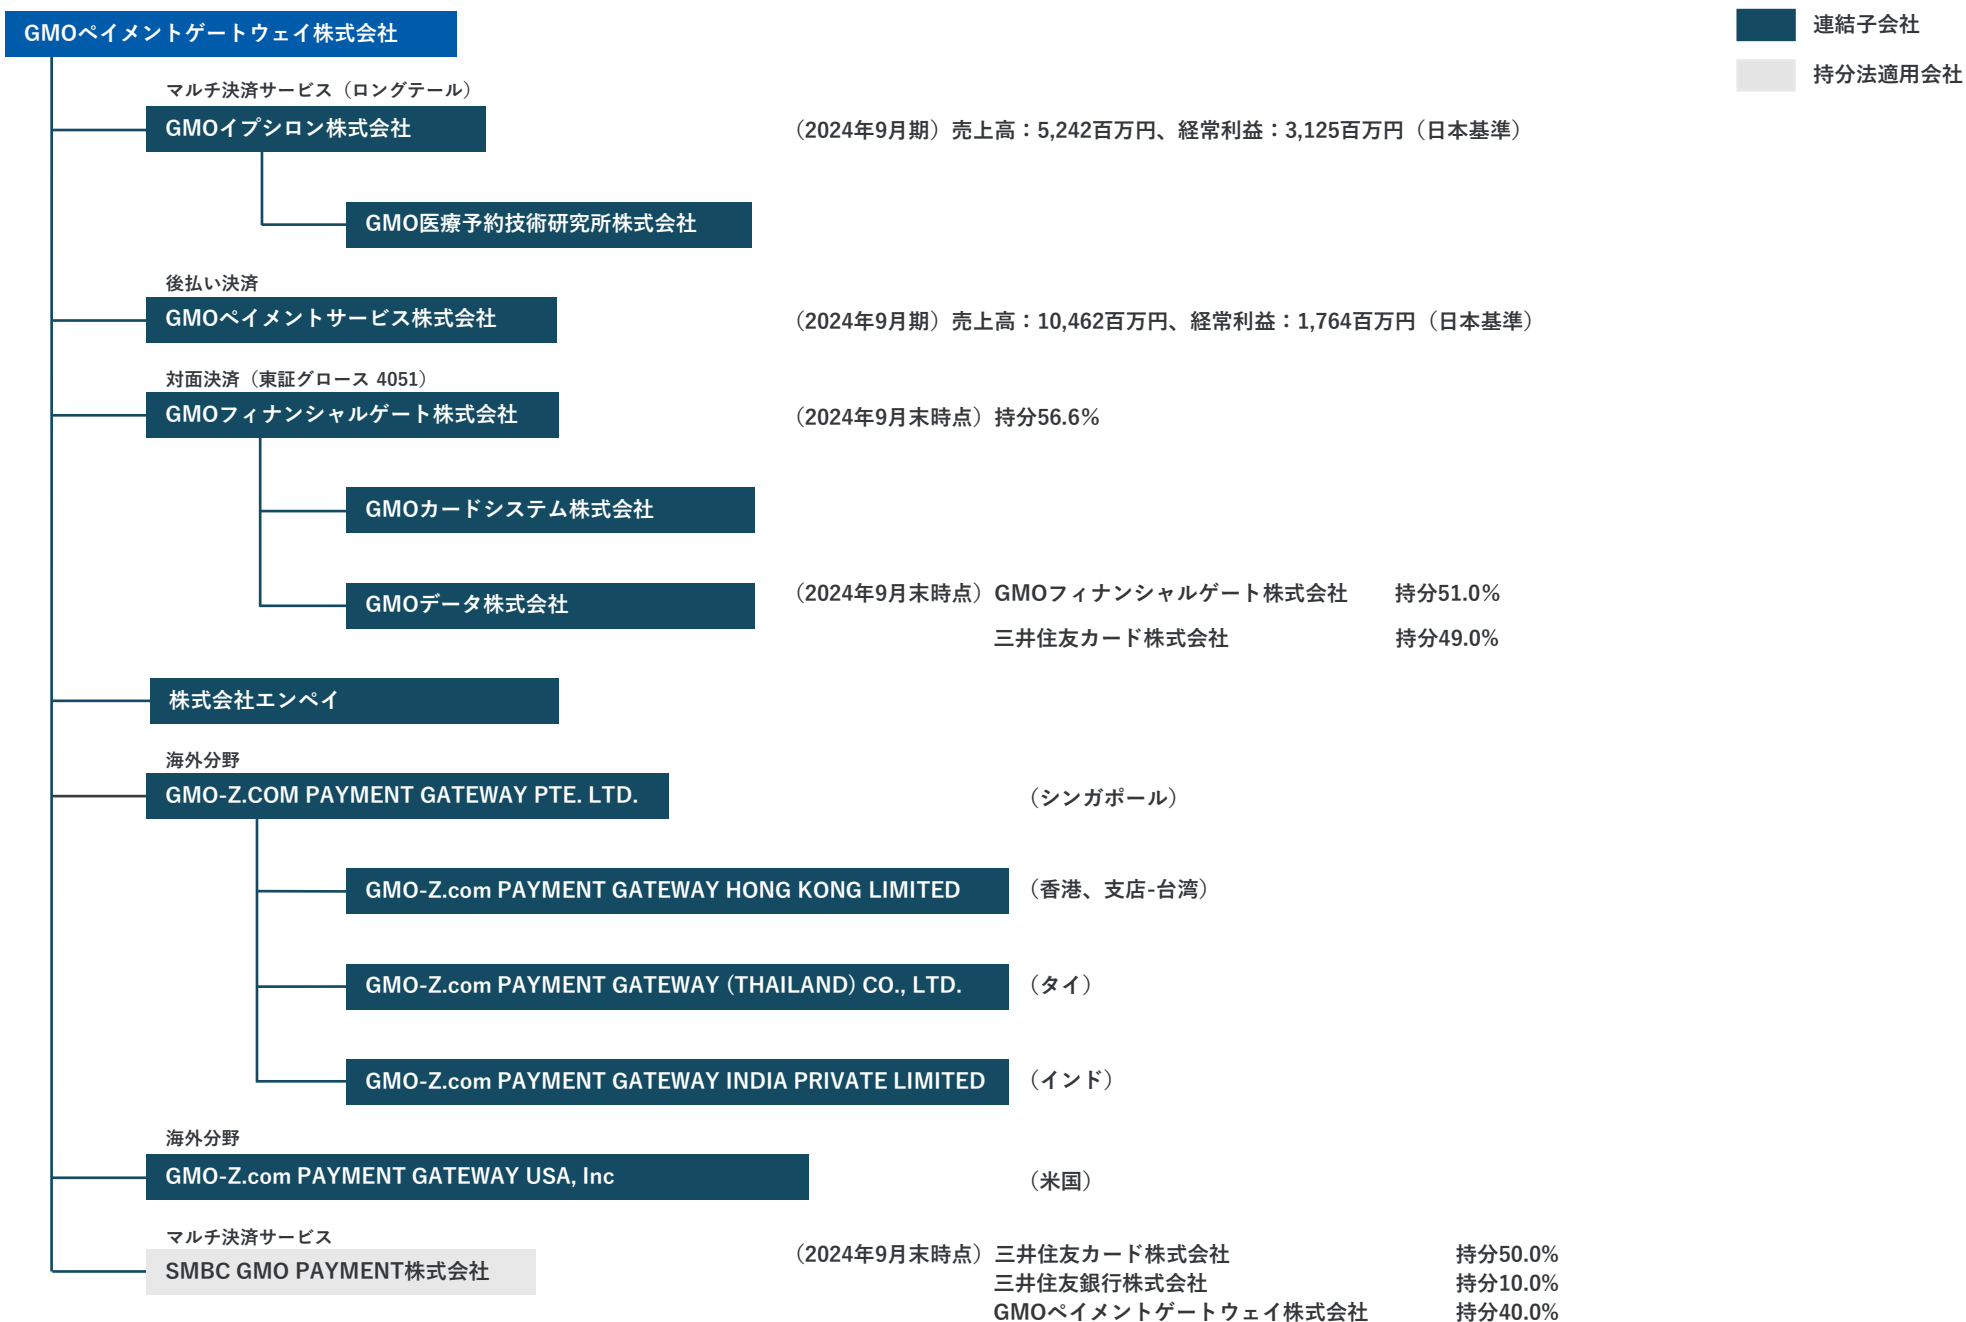 GMOペイメントゲートウェイ株式会社
連結子会社
持分法適用会社
マルチ決済サービス（ロングテール）
GMOイプシロン株式会社
（2024年9月期）売上高：5,242百万円、経常利益：3,125百万円（日本基準）
GMO医療予約技術研究所株式会社
後払い決済
GMOペイメントサービス株式会社
（2024年9月期）売上高：10,462百万円、経常利益：1,764百万円（日本基準）
対面決済（東証グロース 4051）
GMOフィナンシャルゲート株式会社
（2024年9月末時点）持分56.6%
GMOカードシステム株式会社
GMOデータ株式会社
（2024年9月末時点）GMOフィナンシャルゲート株式会社 持分51.0%
三井住友カード株式会社 持分49.0%
株式会社エンペイ
海外分野
GMO-Z.COM PAYMENT GATEWAY PTE. LTD.
（シンガポール）
GMO-Z.com PAYMENT GATEWAY HONG KONG LIMITED
（香港、支店-台湾）
GMO-Z.com PAYMENT GATEWAY (THAILAND) CO., LTD.
（タイ）
GMO-Z.com PAYMENT GATEWAY INDIA PRIVATE LIMITED
（インド）
海外分野
GMO-Z.com PAYMENT GATEWAY USA, Inc
（米国）
マルチ決済サービス
SMBC GMO PAYMENT株式会社
（2024年9月末時点）三井住友カード株式会社 持分50.0%
三井住友銀行株式会社 持分10.0%
GMOペイメントゲートウェイ株式会社 持分40.0%